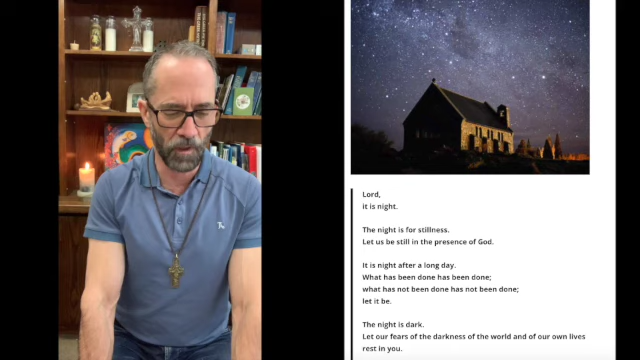 Lord,
it is night.
The night is for stillness.
Let us be still in the presence of God.
It is night after a long day.
What has been done has been done;
what has not been done has not been done;
let it be.
The night is dark.
Let our fears of the darkness of the world and of our own lives
rest in you.